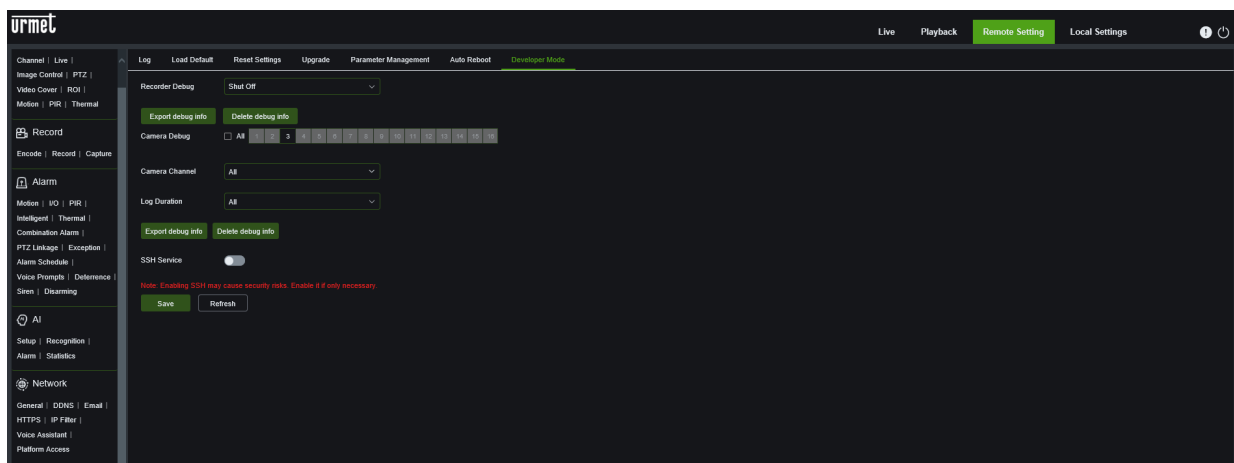 urmet
Live Playback Remote Setting Local Settings
Channel | Live |
Image Control | PTZ |
Video Cover | ROI |
Motion | PIR | Thermal
Record
Encode | Record | Capture
Alarm
Motion | I/O | PIR |
Intelligent | Thermal |
Combination Alarm |
PTZ Linkage | Exception |
Alarm Schedule |
Voice Prompts | Deterrence |
Siren | Disarming
AI
Setup | Recognition |
Alarm | Statistics
Network
General | DDNS | Email |
HTTPS | IP Filter |
Voice Assistant |
Platform Access
Log Load Default Reset Settings Upgrade Parameter Management Auto Reboot Developer Mode
Recorder Debug Shut Off
Export debug info Delete debug info
Camera Debug All 1 2 3 4 5 6 7 8 9 10 11 12 13 14 15 16
Camera Channel All
Log Duration All
Export debug info Delete debug info
SSH Service
Note: Enabling SSH may cause security risks. Enable it if only necessary.
Save Refresh